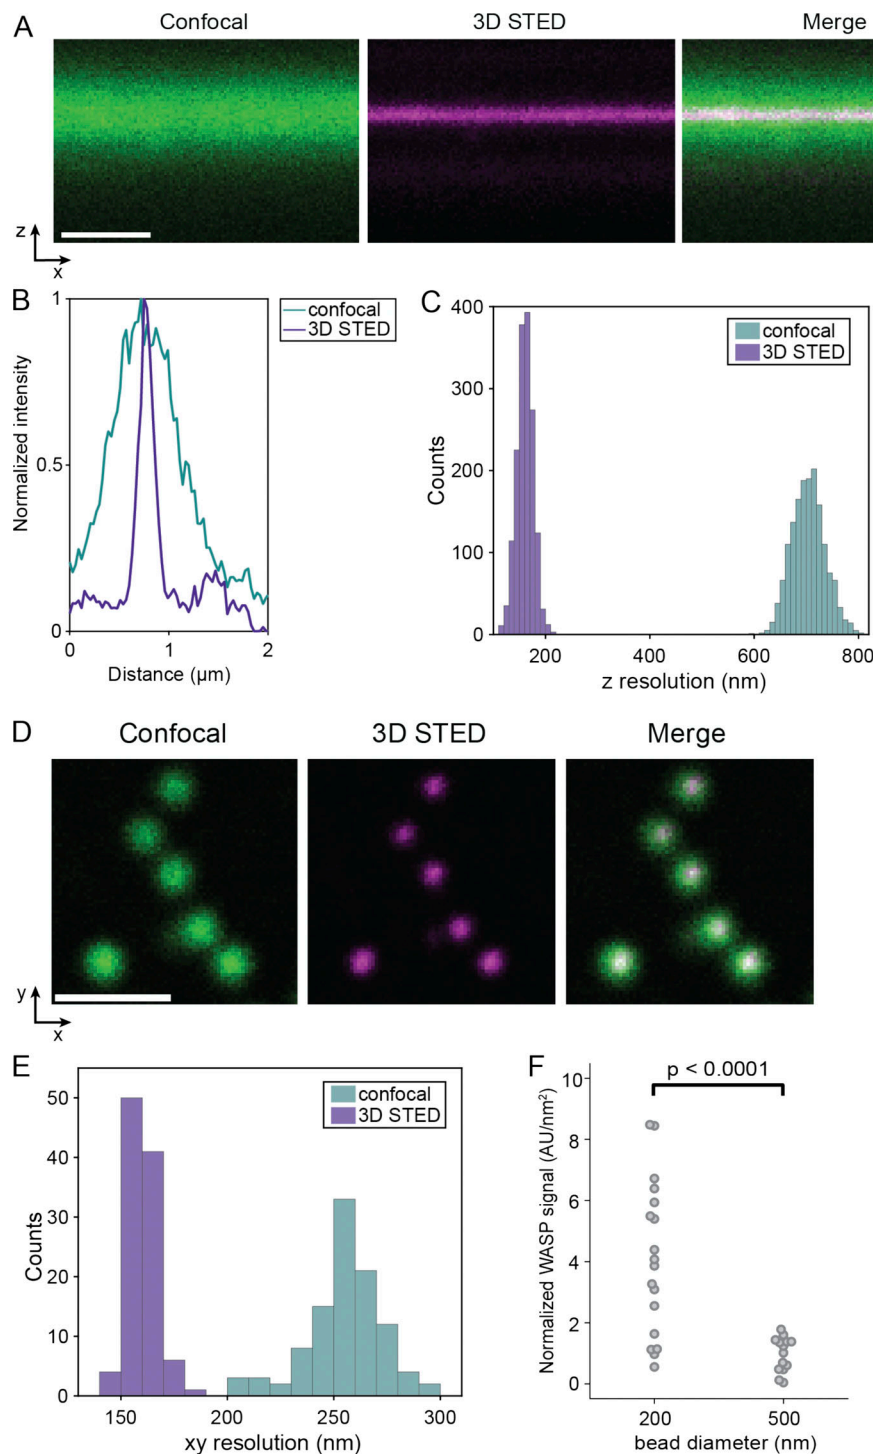 A
Confocal
3D STED
Merge
z
x
B
1
0.5
0
Normalized intensity
0
1
2
Distance (µm)
confocal
3D STED
C
400
300
200
100
0
Counts
200
400
600
800
z resolution (nm)
confocal
3D STED
D
Confocal
3D STED
Merge
y
x
E
50
40
30
20
10
0
Counts
150
200
250
300
xy resolution (nm)
confocal
3D STED
F
p < 0.0001
10
8
6
4
2
0
Normalized WASP signal (AU/nm²)
200
500
bead diameter (nm)